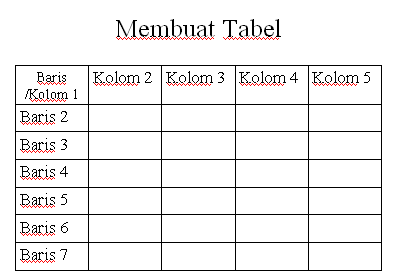 Membuat Tabel
Baris
/Kolom 1
Kolom 2
Kolom 3
Kolom 4
Kolom 5
Baris 2
Baris 3
Baris 4
Baris 5
Baris 6
Baris 7